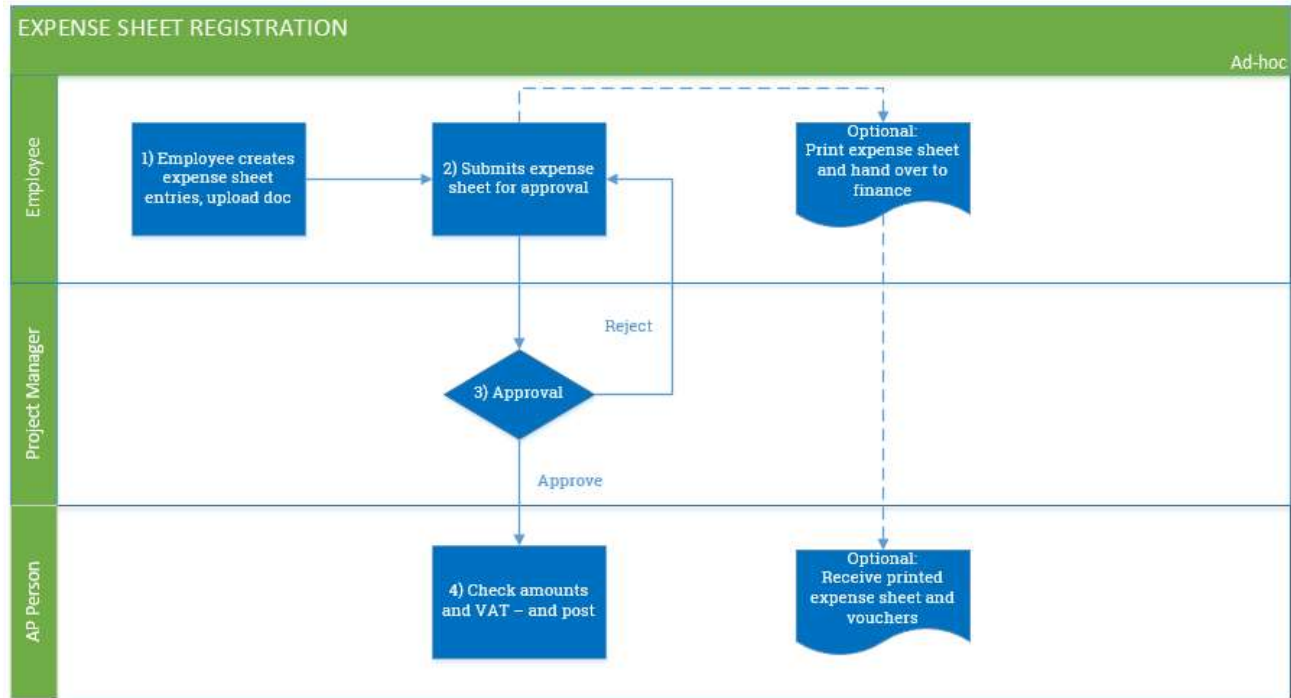 EXPENSE SHEET REGISTRATION
Ad-hoc
Employee
1) Employee creates
expense sheet
entries, upload doc
2) Submits expense
sheet for approval
Optional:
Print expense sheet
and hand over to
finance
Project Manager
Reject
3) Approval
Approve
AP Person
4) Check amounts
and VAT – and post
Optional:
Receive printed
expense sheet and
vouchers